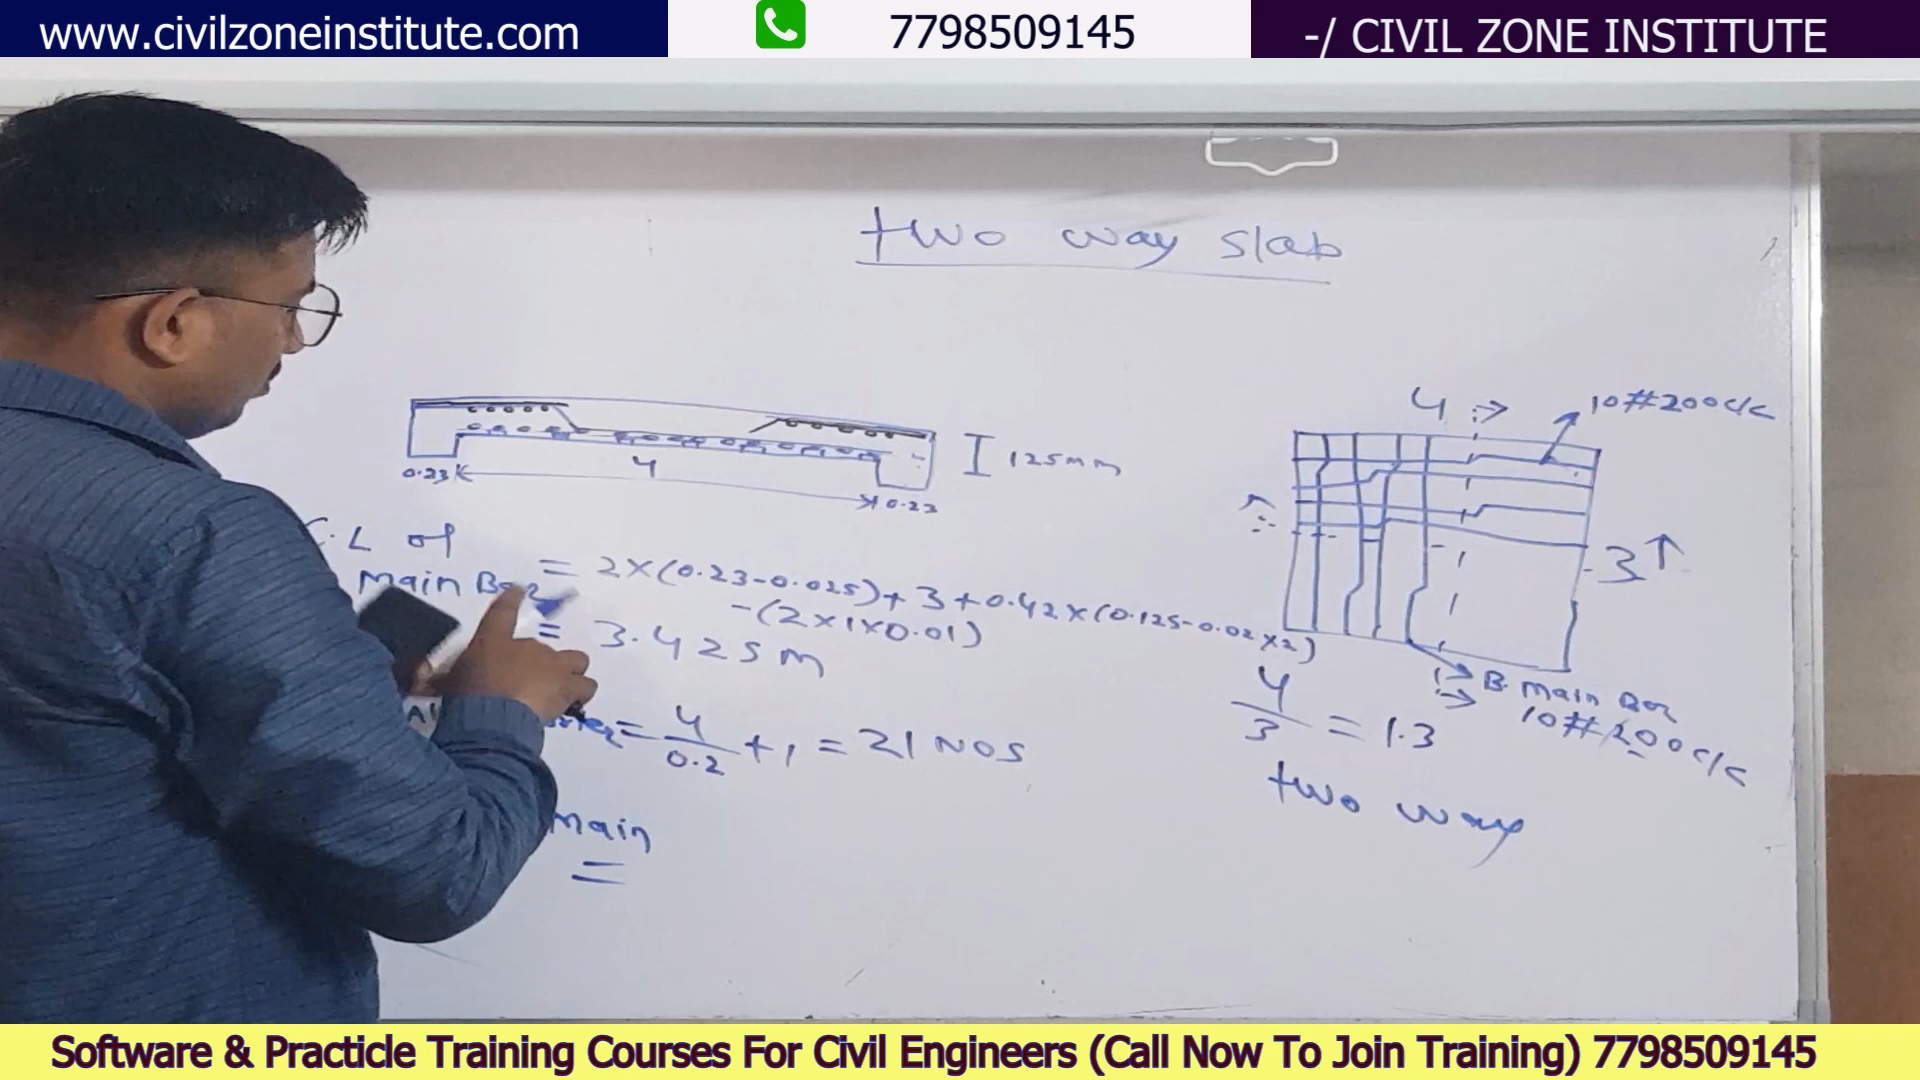 www.civilzoneinstitute.com
7798509145
-/ CIVIL ZONE INSTITUTE
two way slab
4
10#200c/c
125mm
4
0.23
0.23
3
C.L of
Main Bar
= 2×(0.23-0.025)+3+0.42×(0.125-0.02×2)
-(2×1×0.01)
= 3.425m
= 4/0.2 + 1 = 21 NOS
Main
=
B. Main Bar
10#200c/c
4/3 = 1.3
two way
Software & Practicle Training Courses For Civil Engineers (Call Now To Join Training) 7798509145